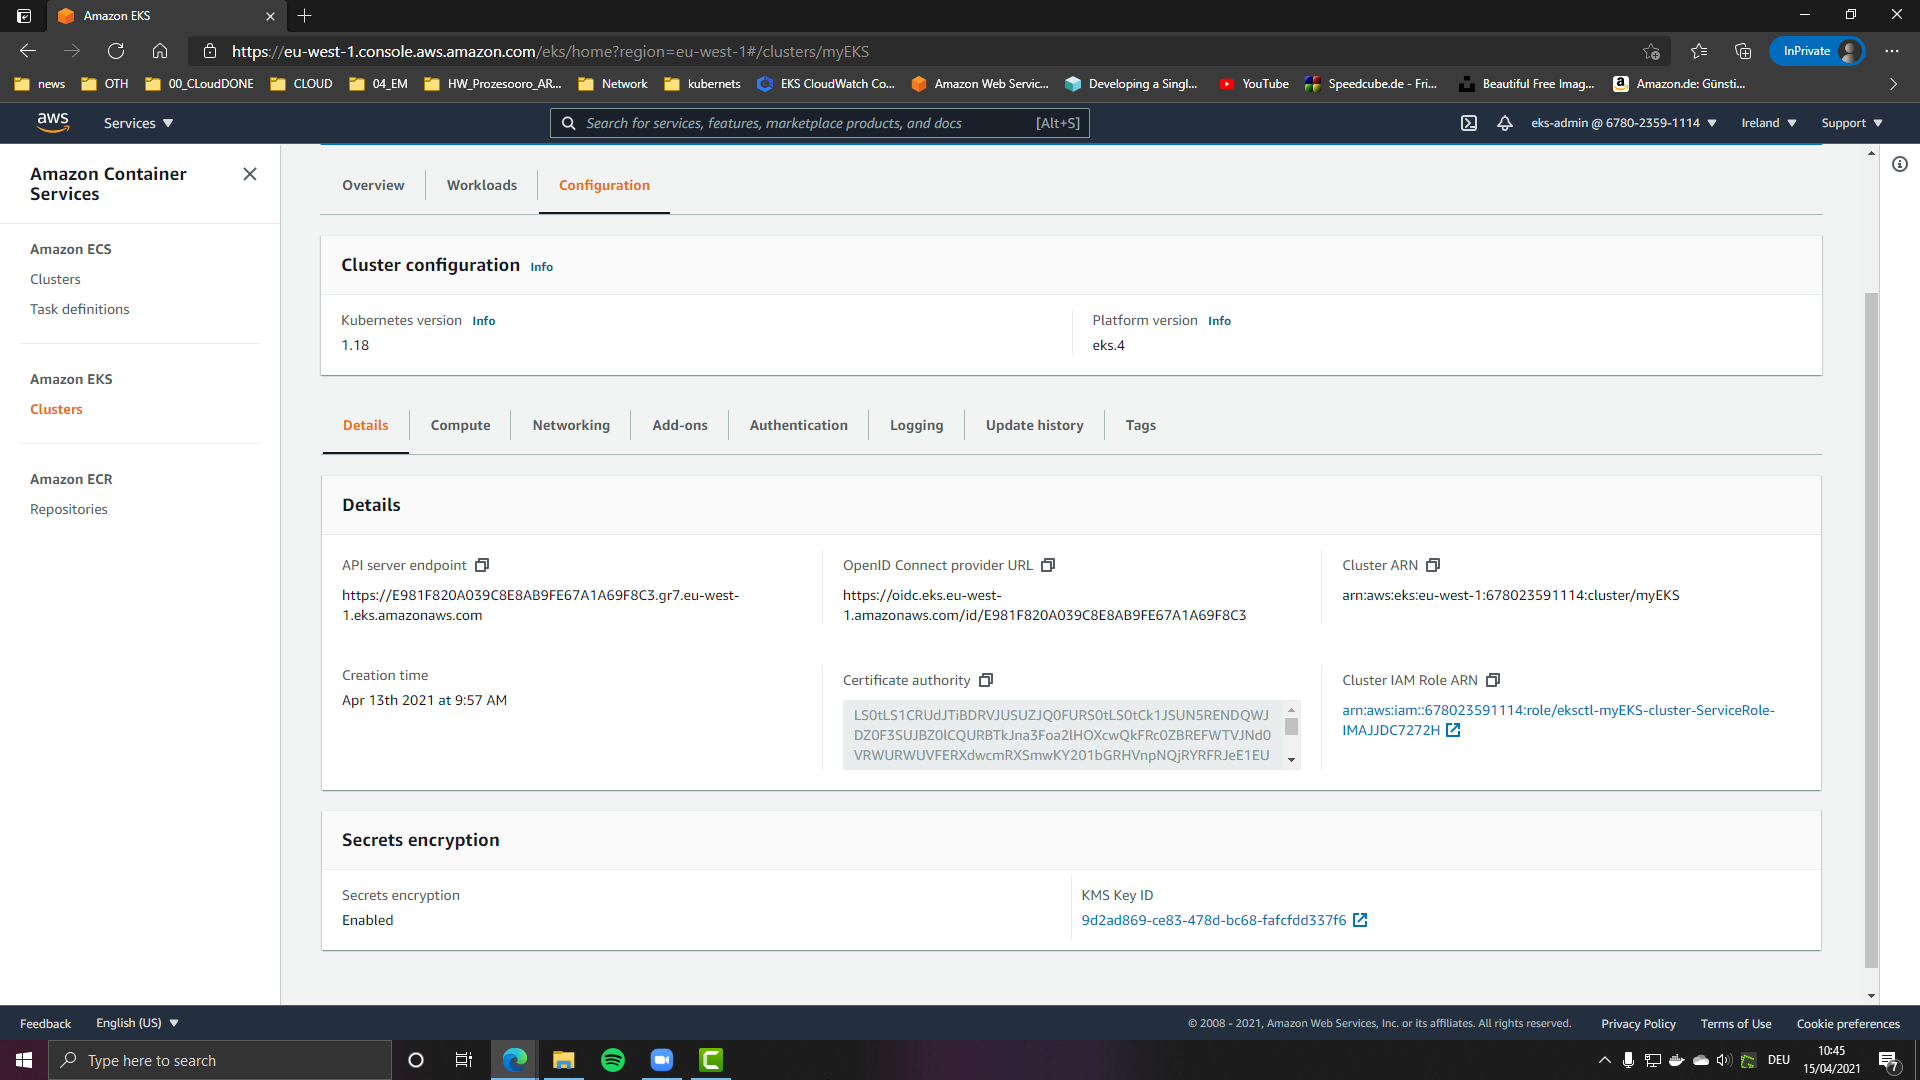 Amazon EKS
https://eu-west-1.console.aws.amazon.com/eks/home?region=eu-west-1#/clusters/myEKS
InPrivate
news
OTH
00_CLoudDONE
CLOUD
04_EM
HW_Prozesooro_AR...
Network
kubernets
EKS CloudWatch Co...
Amazon Web Servic...
Developing a Singl...
YouTube
Speedcube.de - Fri...
Beautiful Free Imag...
Amazon.de: Günsti...
aws
Services
Search for services, features, marketplace products, and docs
[Alt+S]
eks-admin @ 6780-2359-1114
Ireland
Support
Amazon Container
Services
Amazon ECS
Clusters
Task definitions
Amazon EKS
Clusters
Amazon ECR
Repositories
Overview
Workloads
Configuration
Cluster configuration Info
Kubernetes version Info
1.18
Platform version Info
eks.4
Details
Compute
Networking
Add-ons
Authentication
Logging
Update history
Tags
Details
API server endpoint
https://E981F820A039C8E8AB9FE67A1A69F8C3.gr7.eu-west-
1.eks.amazonaws.com
OpenID Connect provider URL
https://oidc.eks.eu-west-
1.amazonaws.com/id/E981F820A039C8E8AB9FE67A1A69F8C3
Cluster ARN
arn:aws:eks:eu-west-1:678023591114:cluster/myEKS
Creation time
Apr 13th 2021 at 9:57 AM
Certificate authority
LS0tLS1CRUdJTiBDRVJUSUZJQ0FURS0tLS0tCk1JSUN5RENDQWJ
DZ0F3SUJBZ0lCQURBTkJna3Foa2lHOXcwQkFRc0ZBREFWTVJNd0
VRWURWUVFERXdwcmRXSmwKY201bGRHVnpNQjRYRFRJeE1EU
Cluster IAM Role ARN
arn:aws:iam::678023591114:role/eksctl-myEKS-cluster-ServiceRole-
IMAJJDC7272H
Secrets encryption
Secrets encryption
Enabled
KMS Key ID
9d2ad869-ce83-478d-bc68-fafcfdd337f6
Feedback
English (US)
© 2008 - 2021, Amazon Web Services, Inc. or its affiliates. All rights reserved.
Privacy Policy
Terms of Use
Cookie preferences
Type here to search
DEU
10:45
15/04/2021
7